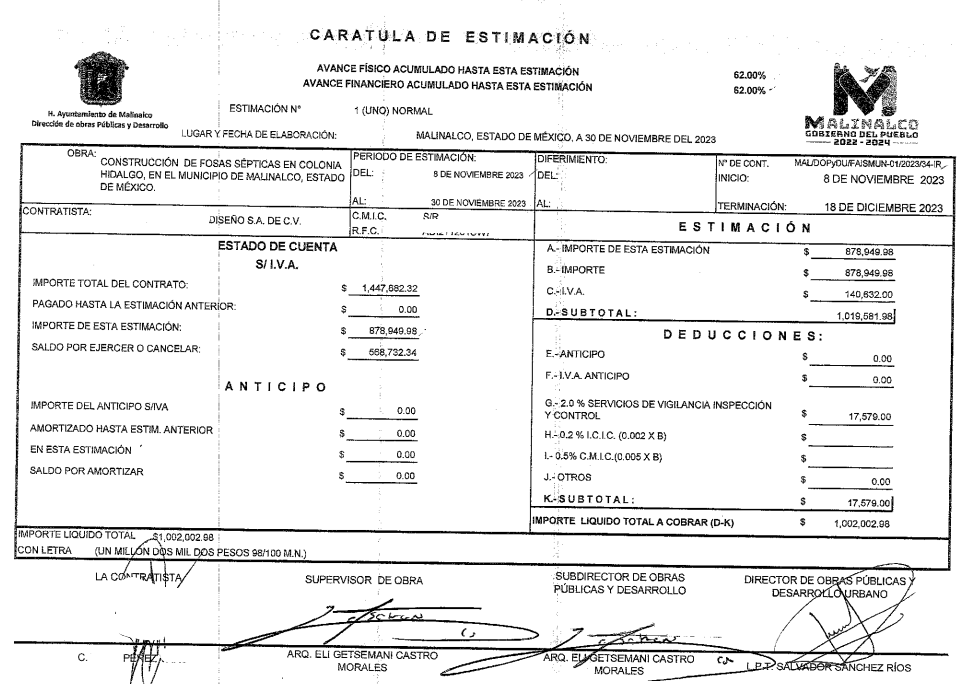 CARATULA DE ESTIMACIÓN
H. Ayuntamiento de Malinalco
Dirección de obras Públicas y Desarrollo
AVANCE FÍSICO ACUMULADO HASTA ESTA ESTIMACIÓN 62.00%
AVANCE FINANCIERO ACUMULADO HASTA ESTA ESTIMACIÓN 62.00%
MALINALCO
GOBIERNO DEL PUEBLO
2022 - 2024
ESTIMACIÓN N° 1 (UNO) NORMAL
LUGAR Y FECHA DE ELABORACIÓN: MALINALCO, ESTADO DE MÉXICO, A 30 DE NOVIEMBRE DEL 2023
OBRA: CONSTRUCCIÓN DE FOSAS SÉPTICAS EN COLONIA
HIDALGO, EN EL MUNICIPIO DE MALINALCO, ESTADO
DE MÉXICO.
PERIODO DE ESTIMACIÓN:
DEL: 8 DE NOVIEMBRE 2023
AL: 30 DE NOVIEMBRE 2023
DIFERIMIENTO:
DEL:
AL:
N° DE CONT. MAL/DOPyDU/FAISMUN-01/2023/34-IR
INICIO: 8 DE NOVIEMBRE 2023
TERMINACIÓN: 18 DE DICIEMBRE 2023
CONTRATISTA: DISEÑO S.A. DE C.V.
C.M.I.C. S/R
R.F.C.
ESTADO DE CUENTA
S/ I.V.A.
IMPORTE TOTAL DEL CONTRATO: $ 1,447,682.32
PAGADO HASTA LA ESTIMACIÓN ANTERIOR: $ 0.00
IMPORTE DE ESTA ESTIMACIÓN: $ 878,949.98
SALDO POR EJERCER O CANCELAR: $ 568,732.34
ANTICIPO
IMPORTE DEL ANTICIPO S/IVA $ 0.00
AMORTIZADO HASTA ESTIM. ANTERIOR $ 0.00
EN ESTA ESTIMACIÓN $ 0.00
SALDO POR AMORTIZAR $ 0.00
ESTIMACIÓN
A.- IMPORTE DE ESTA ESTIMACIÓN $ 878,949.98
B.- IMPORTE $ 878,949.98
C.- I.V.A. $ 140,632.00
D.- SUBTOTAL: 1,019,581.98
DEDUCCIONES:
E.- ANTICIPO $ 0.00
F.- I.V.A. ANTICIPO $ 0.00
G.- 2.0 % SERVICIOS DE VIGILANCIA INSPECCIÓN
Y CONTROL $ 17,579.00
H.- 0.2 % I.C.I.C. (0.002 X B) $
I.- 0.5% C.M.I.C.(0.005 X B) $
J.- OTROS $ 0.00
K.- SUBTOTAL: $ 17,579.00
IMPORTE LIQUIDO TOTAL A COBRAR (D-K) $ 1,002,002.98
IMPORTE LIQUIDO TOTAL $1,002,002.98
CON LETRA (UN MILLÓN DOS MIL DOS PESOS 98/100 M.N.)
LA CONTRATISTA
C. PEREZ
SUPERVISOR DE OBRA
ARQ. ELI GETSEMANI CASTRO
MORALES
SUBDIRECTOR DE OBRAS
PÚBLICAS Y DESARROLLO
ARQ. ELI GETSEMANI CASTRO
MORALES
DIRECTOR DE OBRAS PÚBLICAS Y
DESARROLLO URBANO
L.P.T. SALVADOR SÁNCHEZ RÍOS